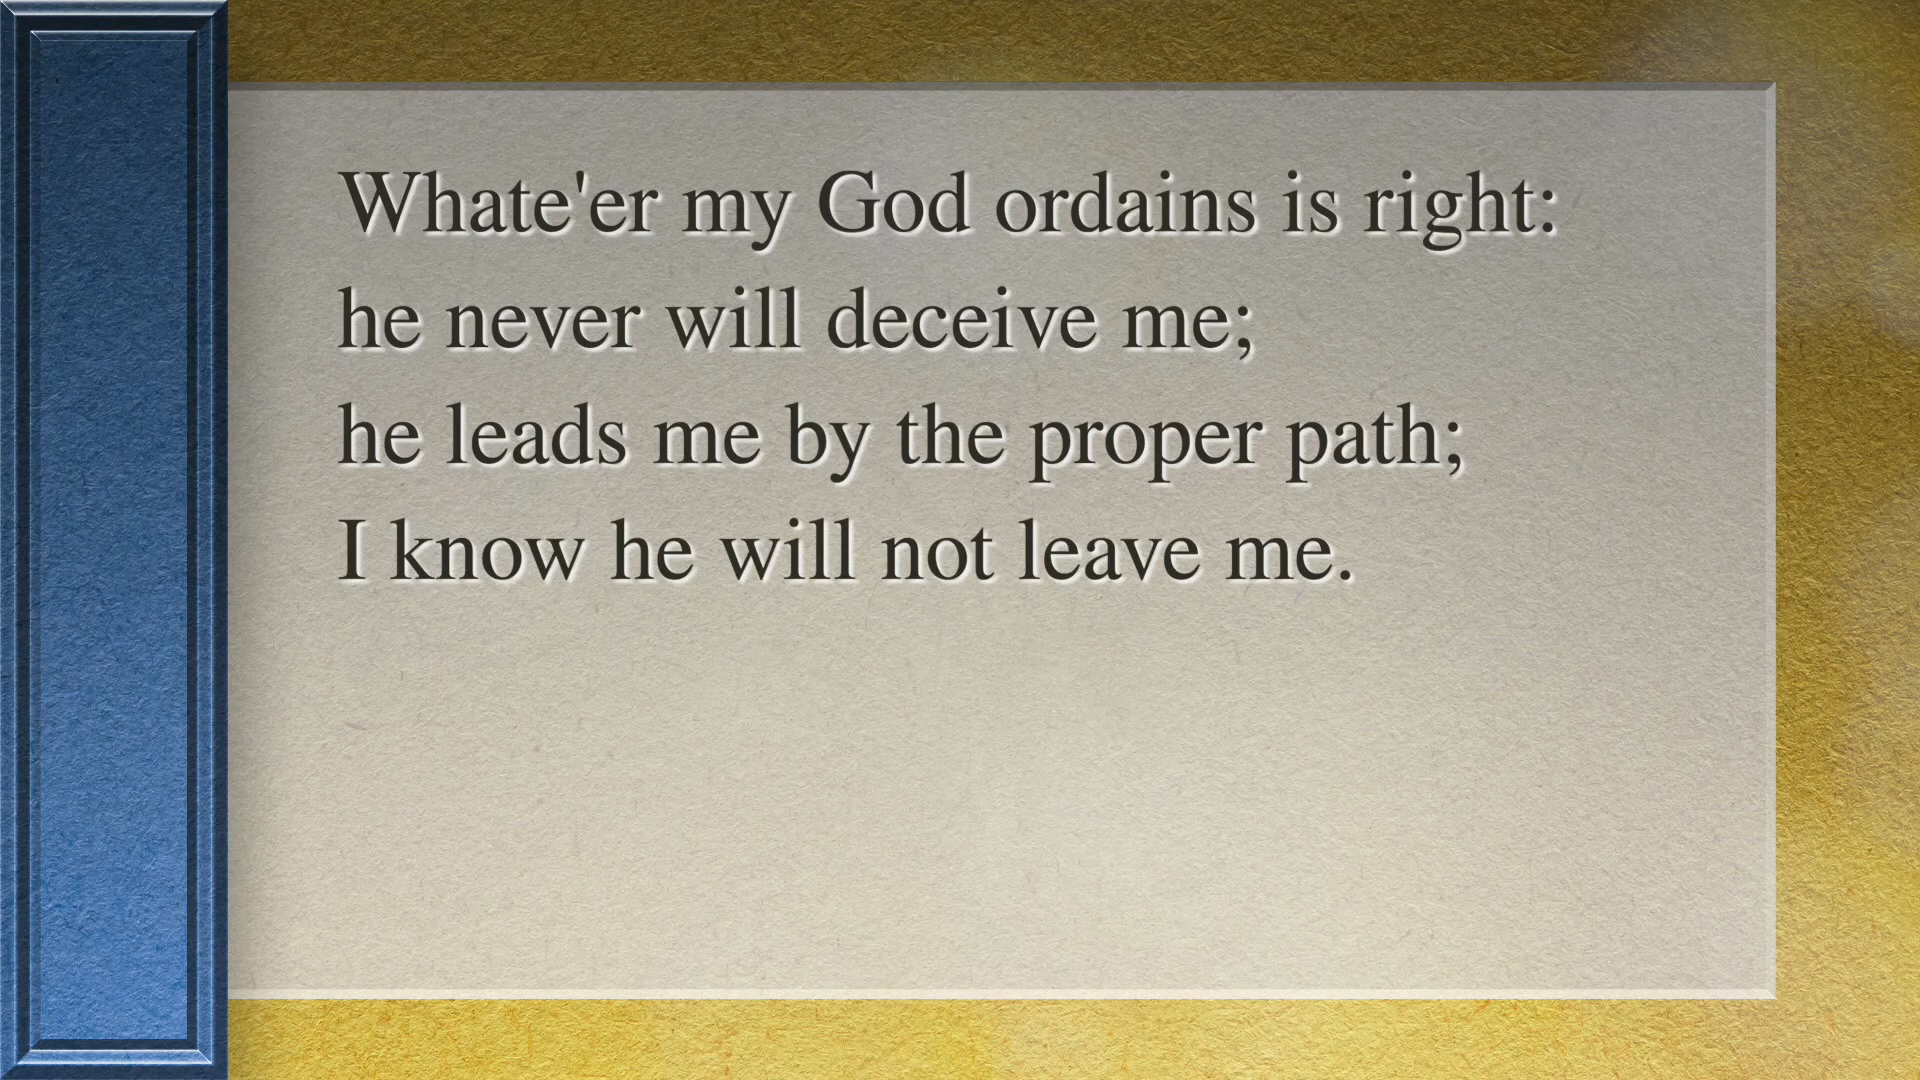 Whate'er my God ordains is right:
he never will deceive me;
he leads me by the proper path;
I know he will not leave me.